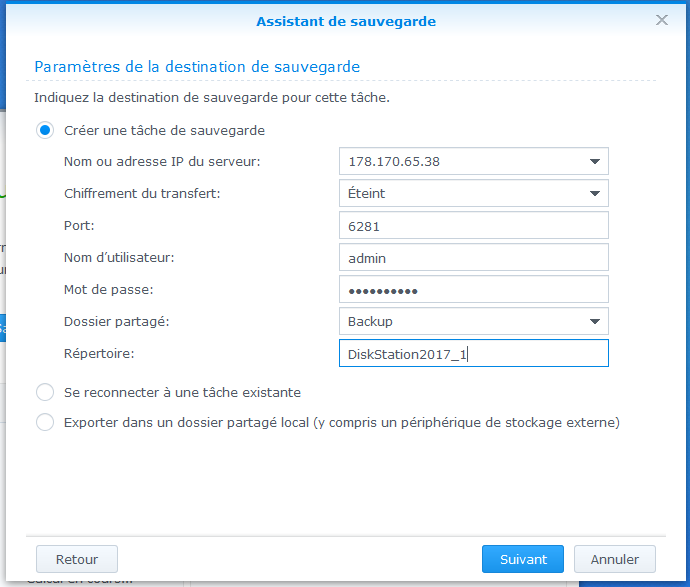 Assistant de sauvegarde
Paramètres de la destination de sauvegarde
Indiquez la destination de sauvegarde pour cette tâche.
Créer une tâche de sauvegarde
Nom ou adresse IP du serveur: 178.170.65.38
Chiffrement du transfert: Éteint
Port: 6281
Nom d’utilisateur: admin
Mot de passe: ●●●●●●●●●●
Dossier partagé: Backup
Répertoire: DiskStation2017_1
Se reconnecter à une tâche existante
Exporter dans un dossier partagé local (y compris un périphérique de stockage externe)
Retour Suivant Annuler